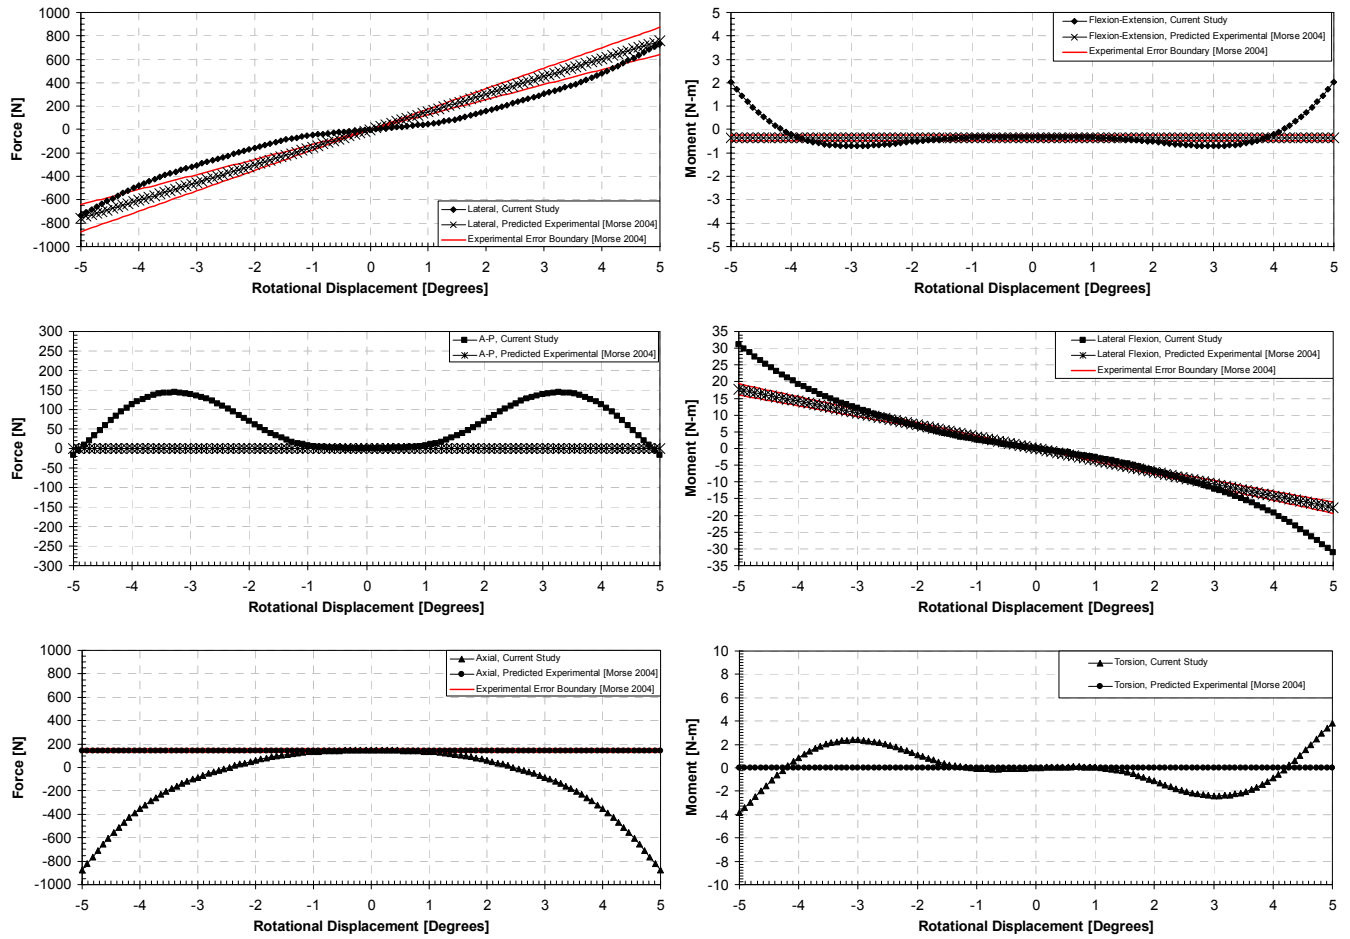 1000
800
600
400
200
0
-200
-400
-600
-800
-1000
Force [N]
Lateral, Current Study
Lateral, Predicted Experimental [Morse 2004]
Experimental Error Boundary [Morse 2004]
-5 -4 -3 -2 -1 0 1 2 3 4 5
Rotational Displacement [Degrees]
5
4
3
2
1
0
-1
-2
-3
-4
-5
Moment [N-m]
Flexion-Extension, Current Study
Flexion-Extension, Predicted Experimental [Morse 2004]
Experimental Error Boundary [Morse 2004]
-5 -4 -3 -2 -1 0 1 2 3 4 5
Rotational Displacement [Degrees]
300
250
200
150
100
50
0
-50
-100
-150
-200
-250
-300
Force [N]
A-P, Current Study
A-P, Predicted Experimental [Morse 2004]
-5 -4 -3 -2 -1 0 1 2 3 4 5
Rotational Displacement [Degrees]
35
30
25
20
15
10
5
0
-5
-10
-15
-20
-25
-30
-35
Moment [N-m]
Lateral Flexion, Current Study
Lateral Flexion, Predicted Experimental [Morse 2004]
Experimental Error Boundary [Morse 2004]
-5 -4 -3 -2 -1 0 1 2 3 4 5
Rotational Displacement [Degrees]
1000
800
600
400
200
0
-200
-400
-600
-800
-1000
Force [N]
Axial, Current Study
Axial, Predicted Experimental [Morse 2004]
Experimental Error Boundary [Morse 2004]
-5 -4 -3 -2 -1 0 1 2 3 4 5
Rotational Displacement [Degrees]
10
8
6
4
2
0
-2
-4
-6
-8
-10
Moment [N-m]
Torsion, Current Study
Torsion, Predicted Experimental [Morse 2004]
-5 -4 -3 -2 -1 0 1 2 3 4 5
Rotational Displacement [Degrees]